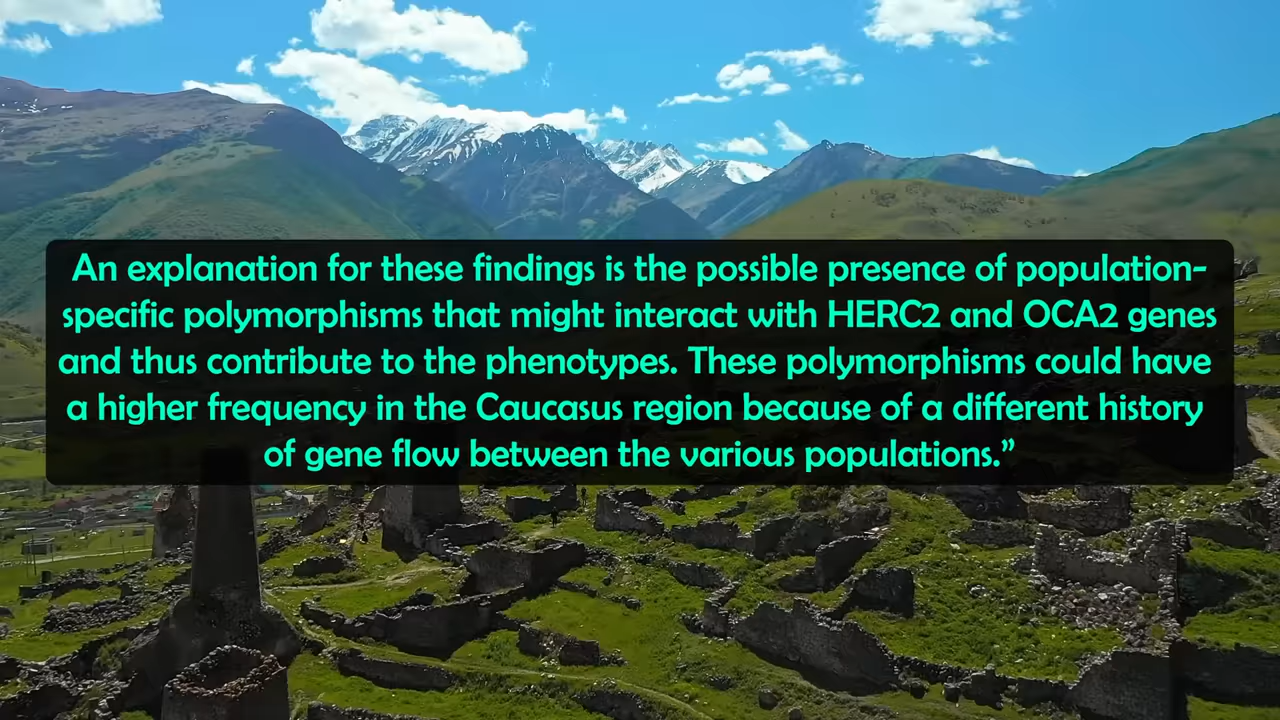 An explanation for these findings is the possible presence of population-
specific polymorphisms that might interact with HERC2 and OCA2 genes
and thus contribute to the phenotypes. These polymorphisms could have
a higher frequency in the Caucasus region because of a different history
of gene flow between the various populations.”